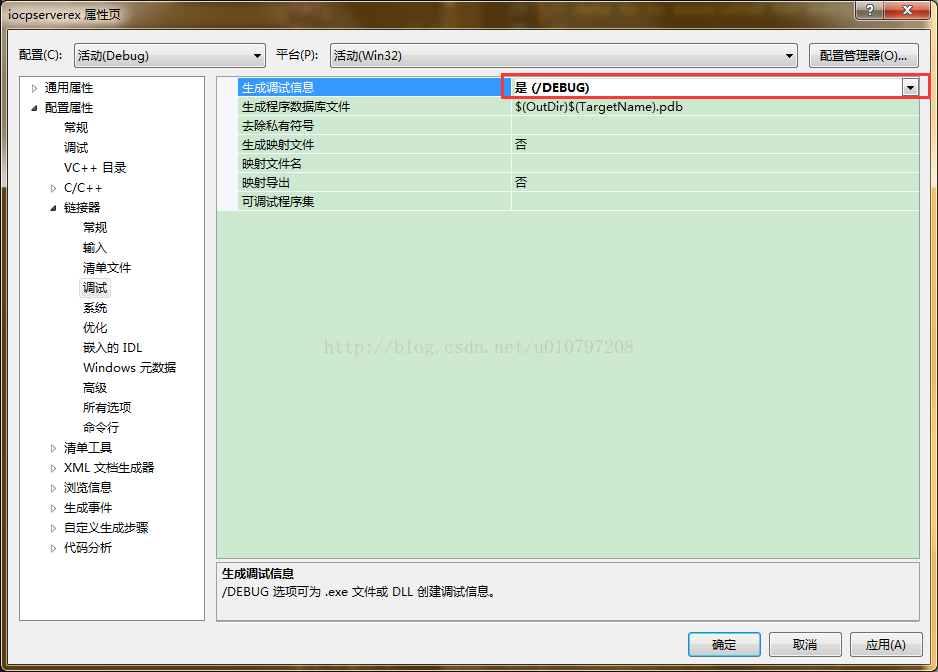 iocpserverex 属性页
配置(C): 活动(Debug) 平台(P): 活动(Win32) 配置管理器(O)...
通用属性
配置属性
常规
调试
VC++ 目录
C/C++
链接器
常规
输入
清单文件
调试
系统
优化
嵌入的 IDL
Windows 元数据
高级
所有选项
命令行
清单工具
XML 文档生成器
浏览信息
生成事件
自定义生成步骤
代码分析
生成调试信息 是 (/DEBUG)
生成程序数据库文件 $(OutDir)$(TargetName).pdb
去除私有符号
生成映射文件 否
映射文件名
映射导出 否
可调试程序集
http://blog.csdn.net/u010797208
生成调试信息
/DEBUG 选项可为 .exe 文件或 DLL 创建调试信息。
确定 取消 应用(A)